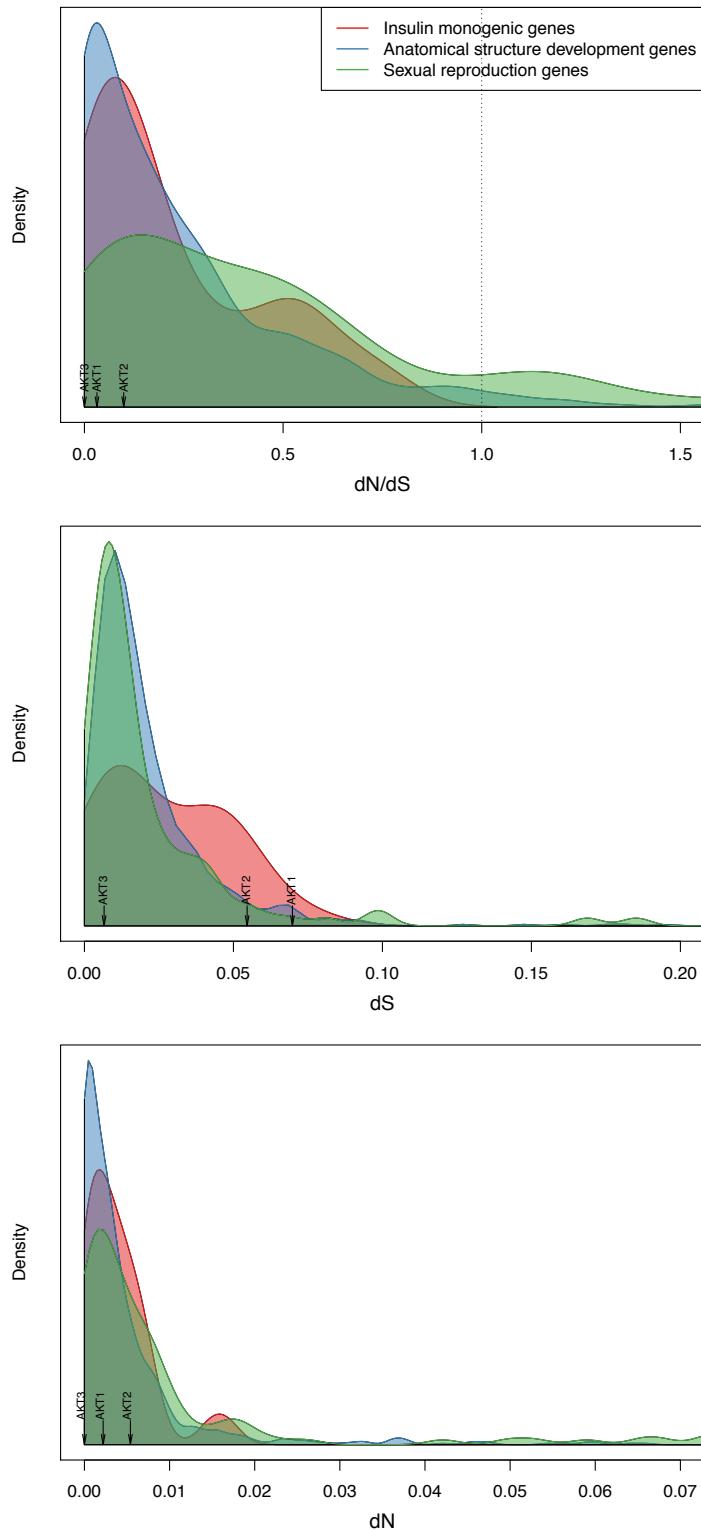 Insulin monogenic genes
Anatomical structure development genes
Sexual reproduction genes
Density
AKT3
AKT1
AKT2
0.0
0.5
1.0
1.5
dN/dS
Density
AKT3
AKT2
AKT1
0.00
0.05
0.10
0.15
0.20
dS
Density
AKT3
AKT1
AKT2
0.00
0.01
0.02
0.03
0.04
0.05
0.06
0.07
dN